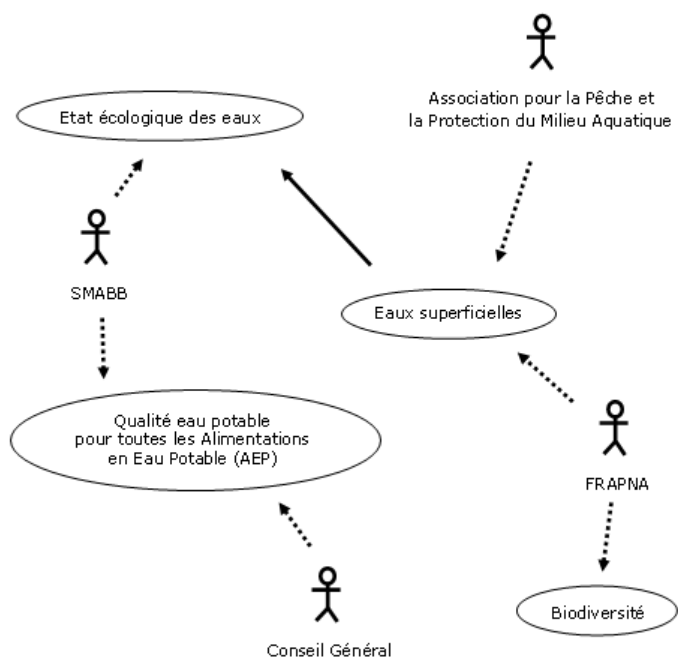 Association pour la Pêche et
la Protection du Milieu Aquatique
Etat écologique des eaux
SMABB
Eaux superficielles
Qualité eau potable
pour toutes les Alimentations
en Eau Potable (AEP)
FRAPNA
Biodiversité
Conseil Général